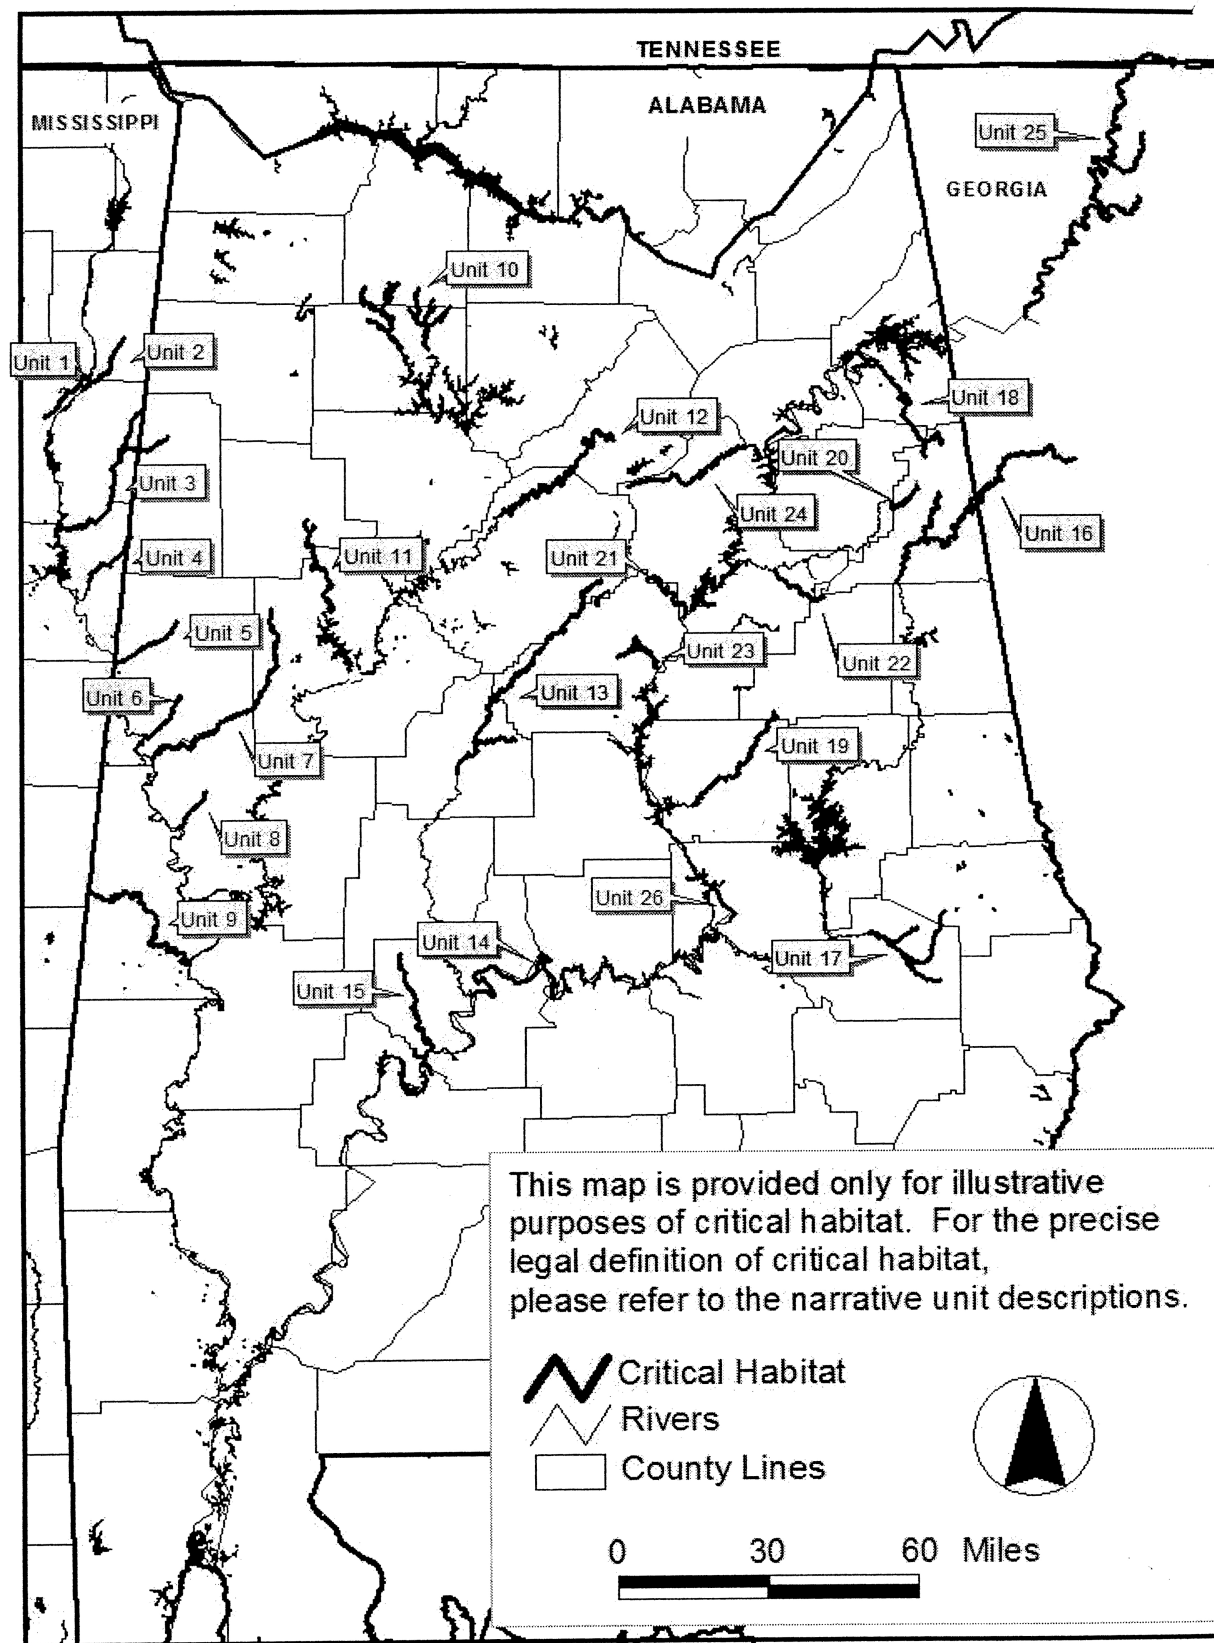 TENNESSEE
ALABAMA
MISSISSIPPI
Unit 25
GEORGIA
Unit 10
Unit 1
Unit 2
Unit 18
Unit 12
Unit 20
Unit 3
Unit 24
Unit 16
Unit 4
Unit 11
Unit 21
Unit 5
Unit 23
Unit 22
Unit 6
Unit 13
Unit 19
Unit 7
Unit 8
Unit 26
Unit 9
Unit 14
Unit 17
Unit 15
This map is provided only for illustrative
purposes of critical habitat. For the precise
legal definition of critical habitat,
please refer to the narrative unit descriptions.
Critical Habitat
Rivers
County Lines
0 30 60 Miles